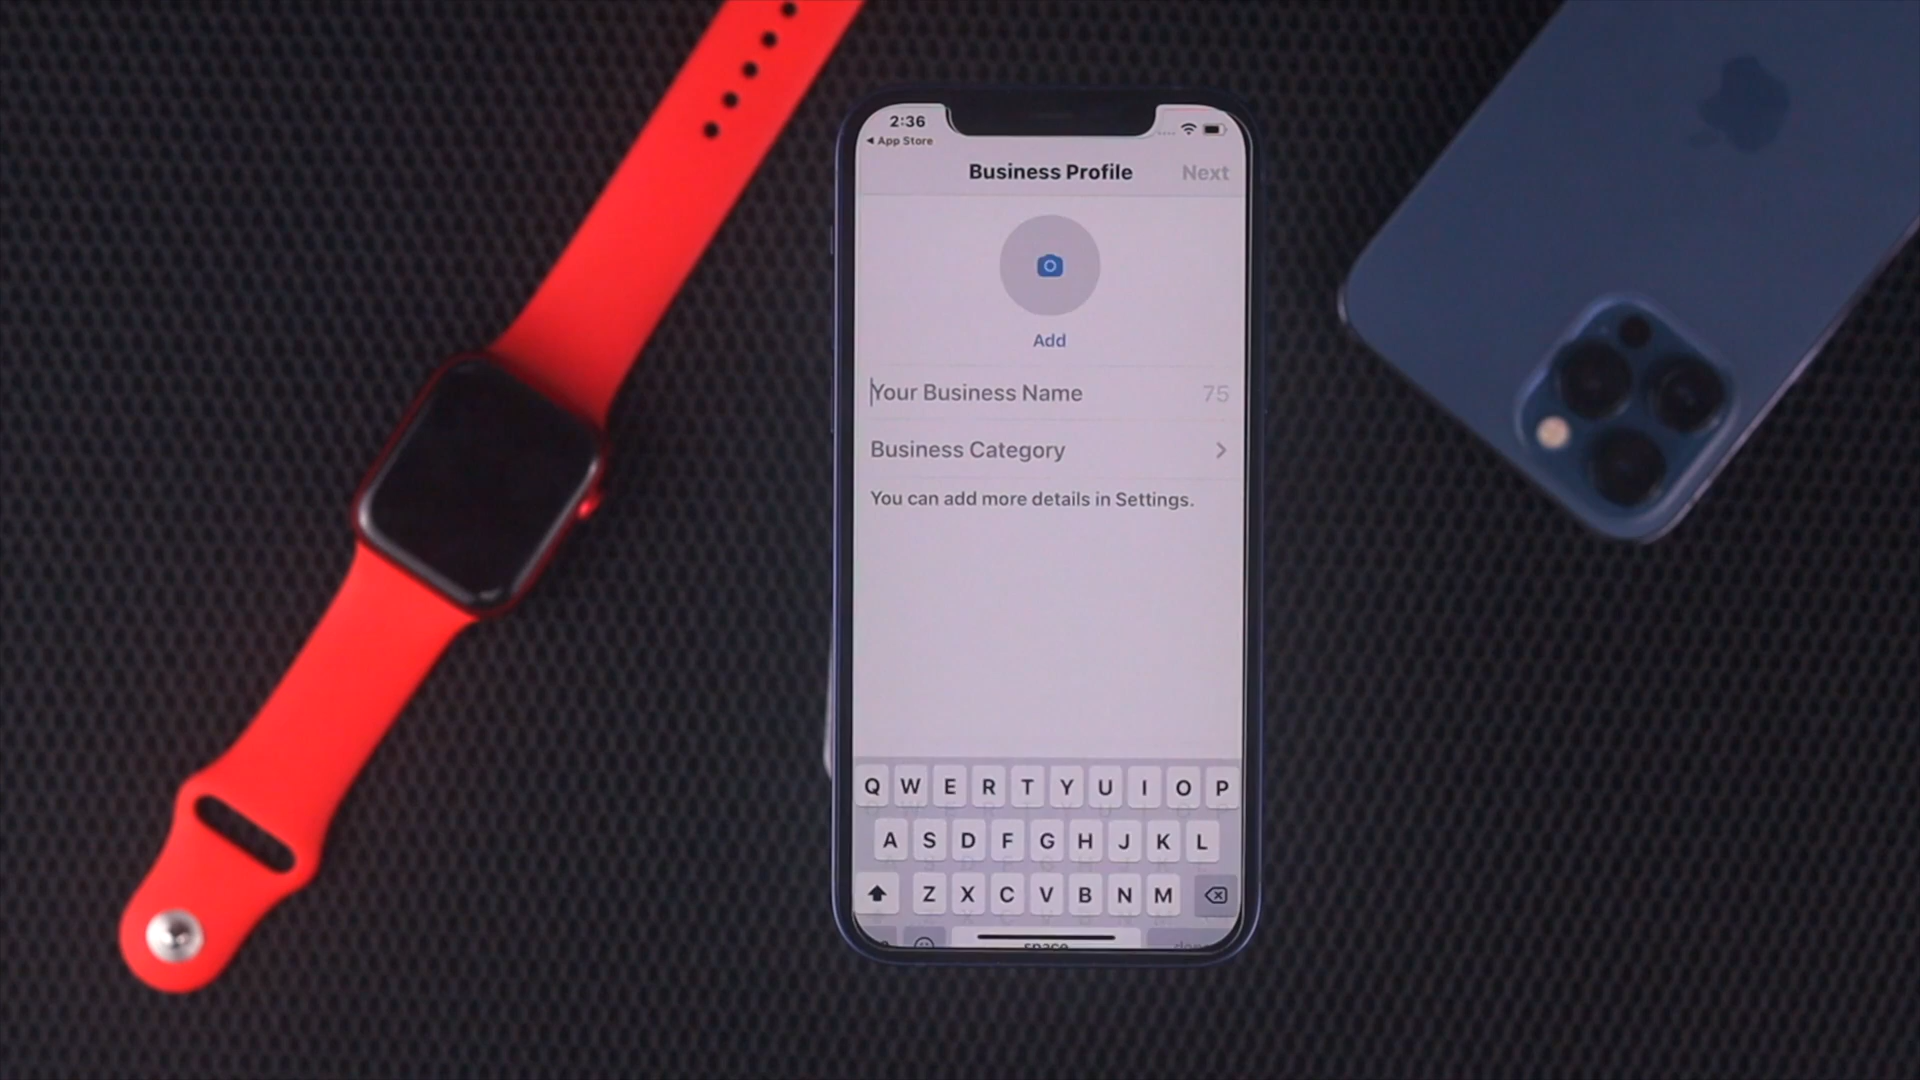 2:36
◀ App Store
Business Profile Next
Add
Your Business Name 75
Business Category >
You can add more details in Settings.
Q W E R T Y U I O P
A S D F G H J K L
Z X C V B N M
space